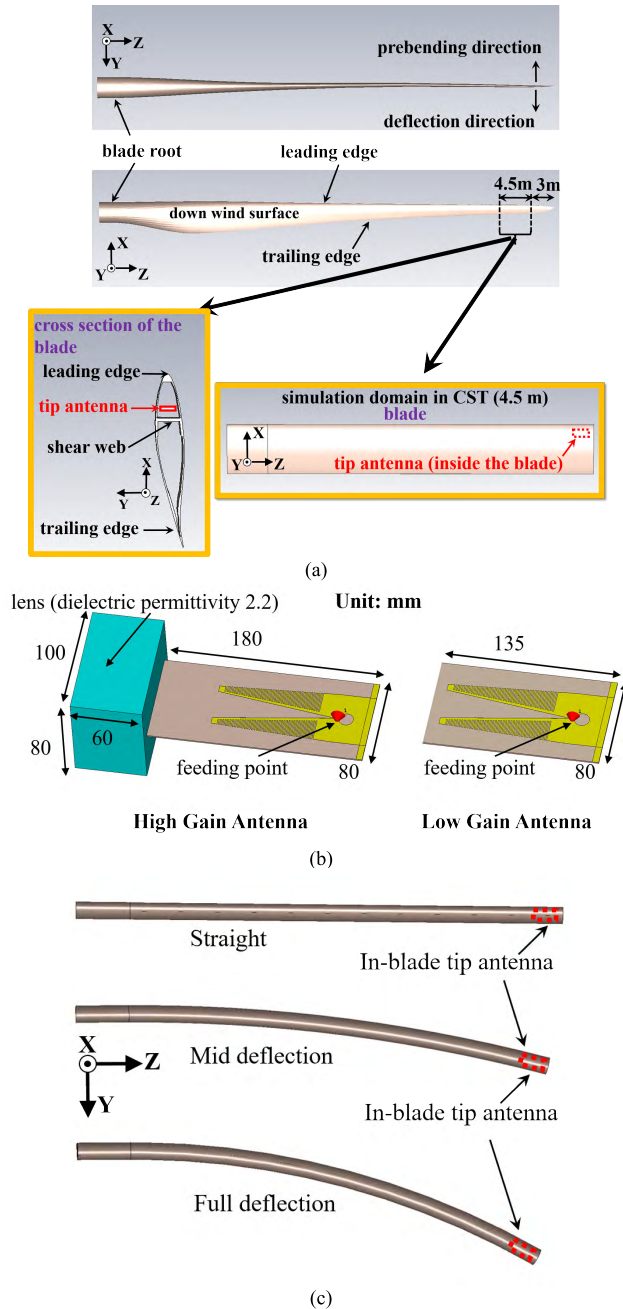 X
Z
Y
prebending direction
deflection direction
blade root
leading edge
4.5m
3m
down wind surface
X
Y
Z
trailing edge
cross section of the
blade
leading edge
tip antenna
shear web
X
Y
Z
trailing edge
simulation domain in CST (4.5 m)
blade
X
Y
Z
tip antenna (inside the blade)
(a)
lens (dielectric permittivity 2.2)
Unit: mm
100
180
135
80
60
feeding point
80
feeding point
80
High Gain Antenna
Low Gain Antenna
(b)
Straight
In-blade tip antenna
X
Z
Y
Mid deflection
In-blade tip antenna
Full deflection
(c)